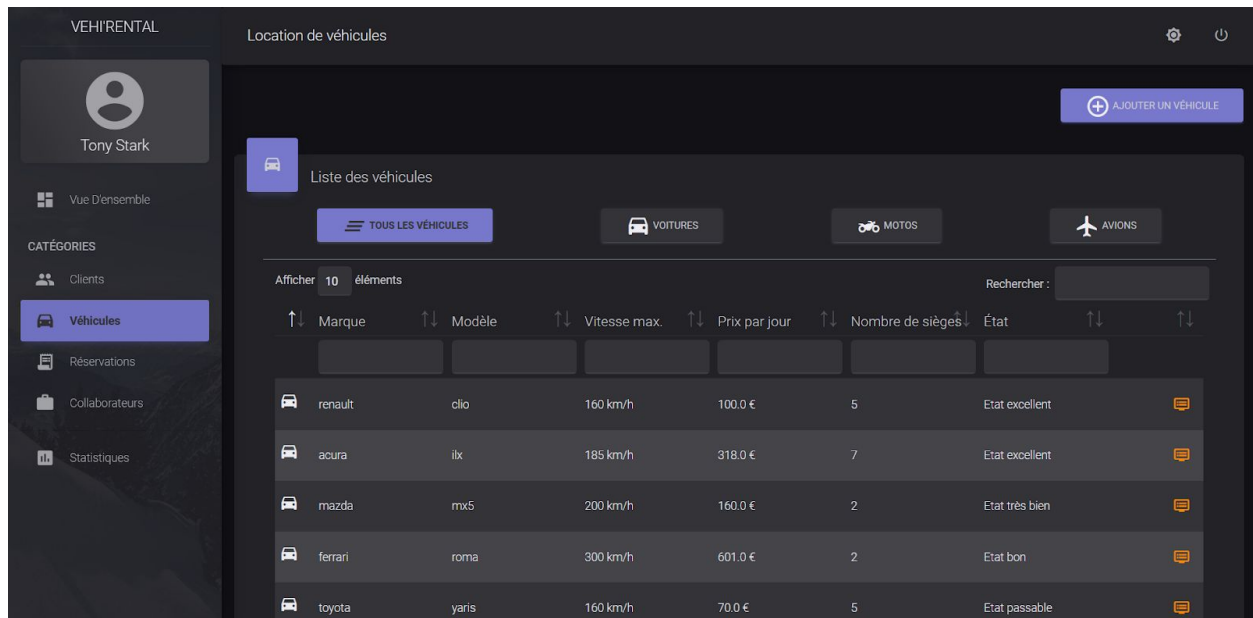 VEHI'RENTAL
Location de véhicules
Tony Stark
AJOUTER UN VÉHICULE
Liste des véhicules
Vue D'ensemble
CATÉGORIES
Clients
Véhicules
Réservations
Collaborateurs
Statistiques
TOUS LES VÉHICULES VOITURES MOTOS AVIONS
Afficher 10 éléments Rechercher :
Marque Modèle Vitesse max. Prix par jour Nombre de sièges État
renault clio 160 km/h 100.0 € 5 Etat excellent
acura ilx 185 km/h 318.0 € 7 Etat excellent
mazda mx5 200 km/h 160.0 € 2 Etat très bien
ferrari roma 300 km/h 601.0 € 2 Etat bon
toyota yaris 160 km/h 70.0 € 5 Etat passable